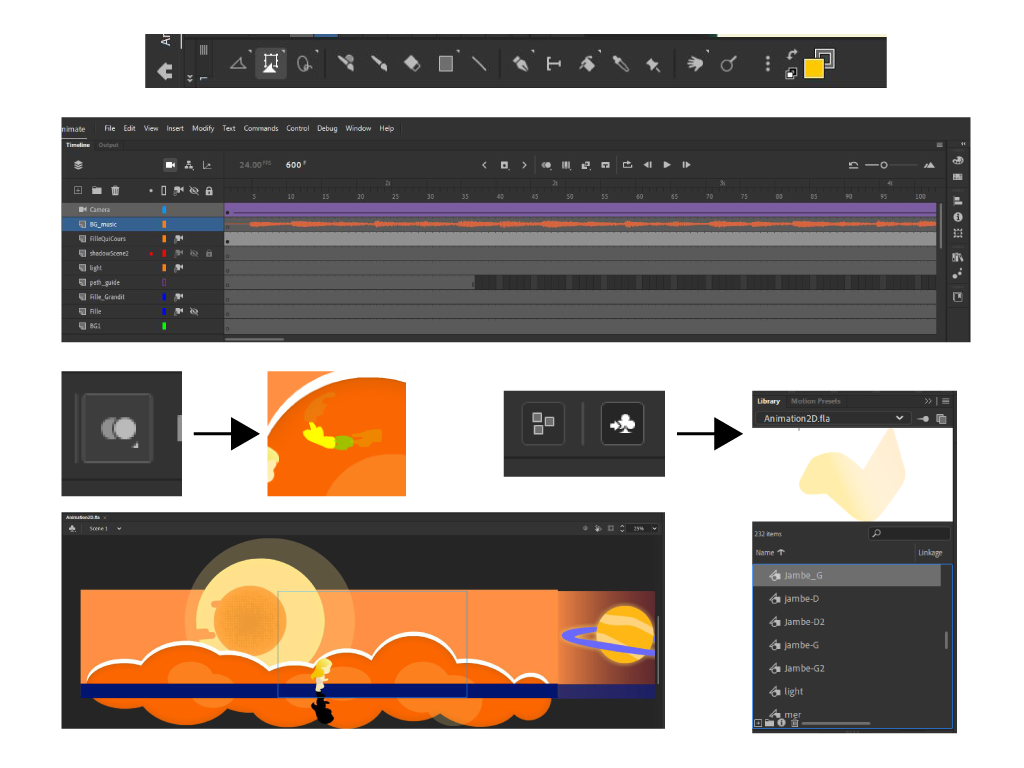 An
nimate File Edit View Insert Modify Text Commands Control Debug Window Help
Timeline Output
24.00 FPS 600 F
1s 2s 3s 4s
5 10 15 20 25 30 35 40 45 50 55 60 65 70 75 80 85 90 95 100
Camera
BG_music
FilleQuiCours
shadowScene2
light
path_guide
Fille_Grandit
Fille
BG1
Library Motion Presets
Animation2D.fla
232 items
Name Linkage
Jambe_G
jambe-D
Jambe-D2
jambe-G
Jambe-G2
light
mer
Animation2D.fla ×
Scene 1 25%